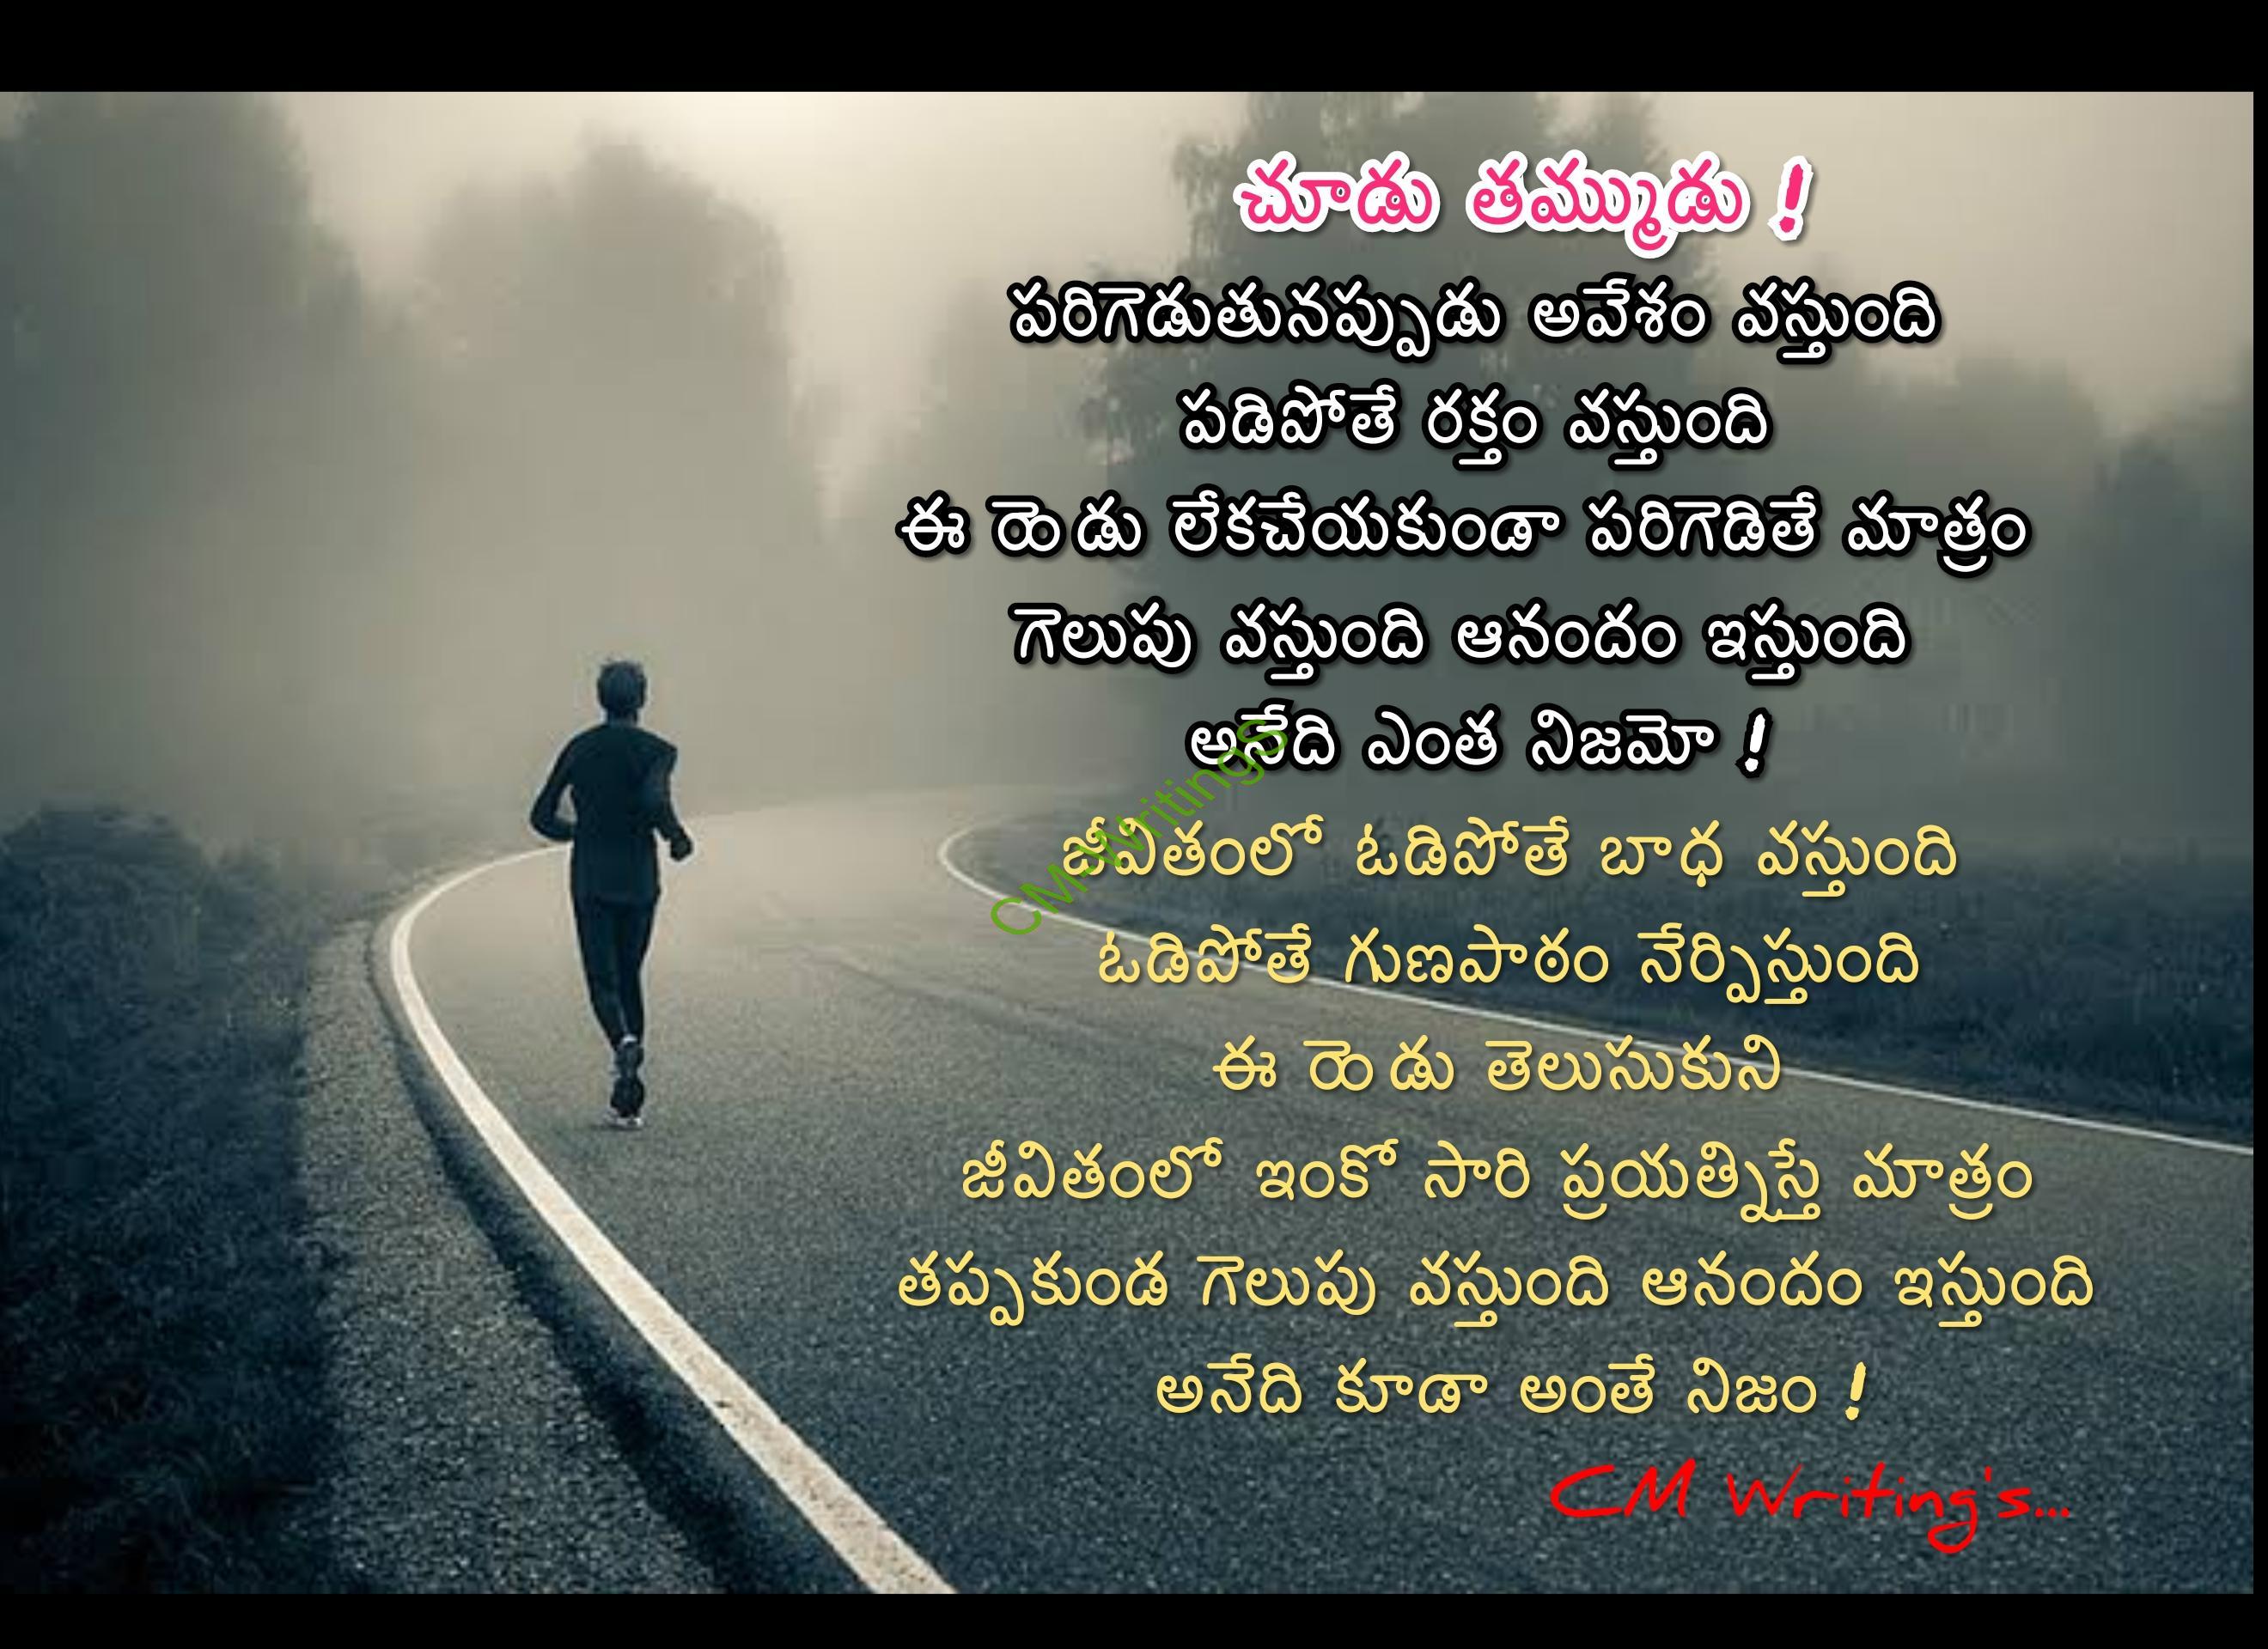 చూడు తమ్ముడు !
పరిగెడుతునప్పుడు అవేశం వస్తుంది
పడిపోతే రక్తం వస్తుంది
ఈ రెండు లేకచేయకుండా పరిగెడితే మాత్రం
గెలుపు వస్తుంది ఆనందం ఇస్తుంది
అనేది ఎంత నిజమో !
జీవితంలో ఓడిపోతే బాధ వస్తుంది
ఓడిపోతే గుణపాఠం నేర్పిస్తుంది
ఈ రెండు తెలుసుకుని
జీవితంలో ఇంకో సారి ప్రయత్నిస్తే మాత్రం
తప్పకుండ గెలుపు వస్తుంది ఆనందం ఇస్తుంది
అనేది కూడా అంతే నిజం !
CM Writing's...
CM-Writings